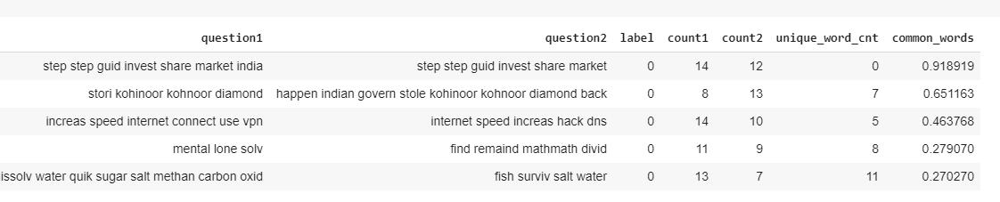 question1 question2 label count1 count2 unique_word_cnt common_words
step step guid invest share market india step step guid invest share market 0 14 12 0 0.918919
stori kohinoor kohnoor diamond happen indian govern stole kohinoor kohnoor diamond back 0 8 13 7 0.651163
increas speed internet connect use vpn internet speed increas hack dns 0 14 10 5 0.463768
mental lone solv find remaind mathmath divid 0 11 9 8 0.279070
issolv water quik sugar salt methan carbon oxid fish surviv salt water 0 13 7 11 0.270270